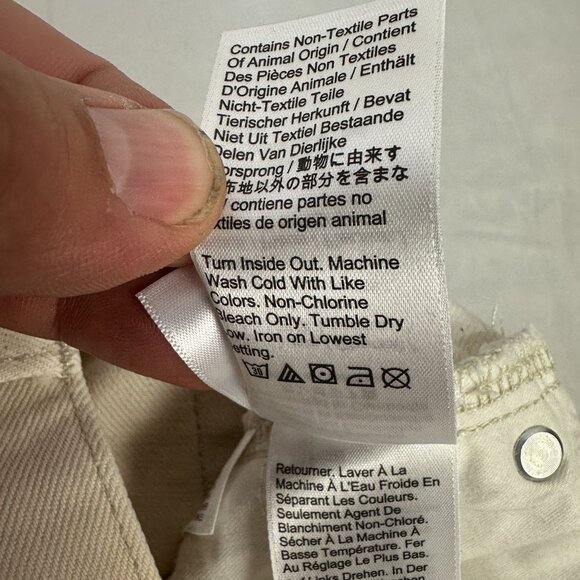 Contains Non-Textile Parts
Of Animal Origin / Contient
Des Pièces Non Textiles
D'Origine Animale / Enthält
Nicht-Textile Teile
Tierischer Herkunft / Bevat
Niet Uit Textiel Bestaande
Delen Van Dierlijke
orsprong / 動物に由来す
布地以外の部分を含まな
/ contiene partes no
xtiles de origen animal
Turn Inside Out. Machine
Wash Cold With Like
Colors. Non-Chlorine
Bleach Only. Tumble Dry
Low. Iron on Lowest
etting.
30
Retourner. Laver À La
Machine À L'Eau Froide En
Séparant Les Couleurs.
Seulement Agent De
Blanchiment Non-Chloré.
Sécher À La Machine À
Basse Température. Fer
Au Réglage Le Plus Bas.
Links Drehen. In Der